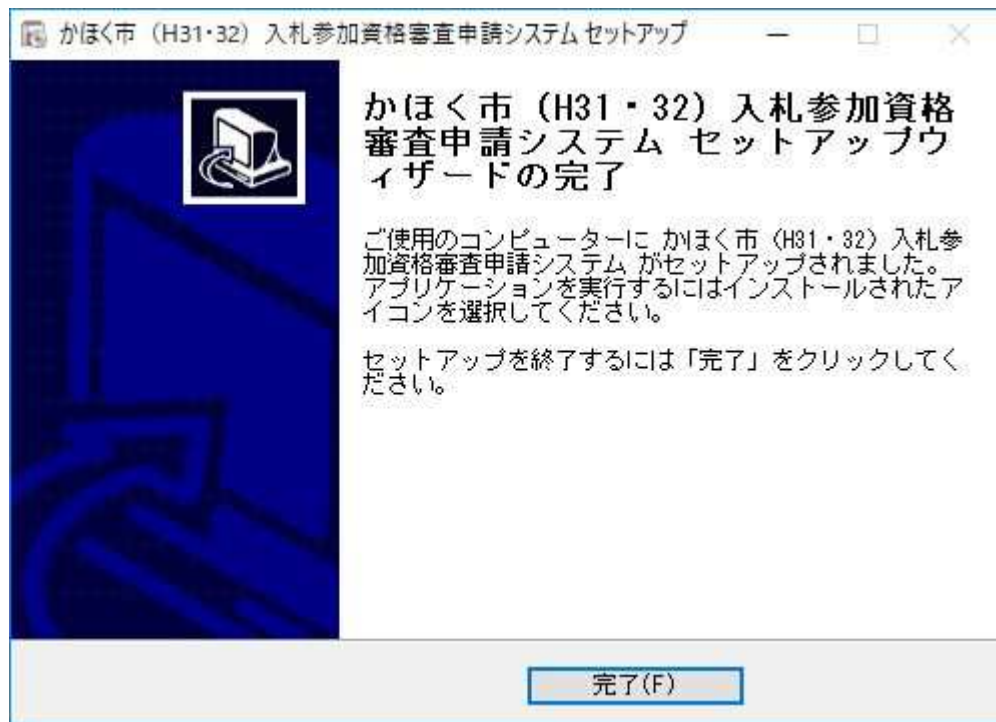 かほく市（H31・32）入札参加資格審査申請システム セットアップ
かほく市（H31・32）入札参加資格
審査申請システム セットアップウ
ィザードの完了
ご使用のコンピューターに かほく市（H31・32）入札参
加資格審査申請システム がセットアップされました。
アプリケーションを実行するにはインストールされたア
イコンを選択してください。
セットアップを終了するには「完了」をクリックしてく
ださい。
完了(F)